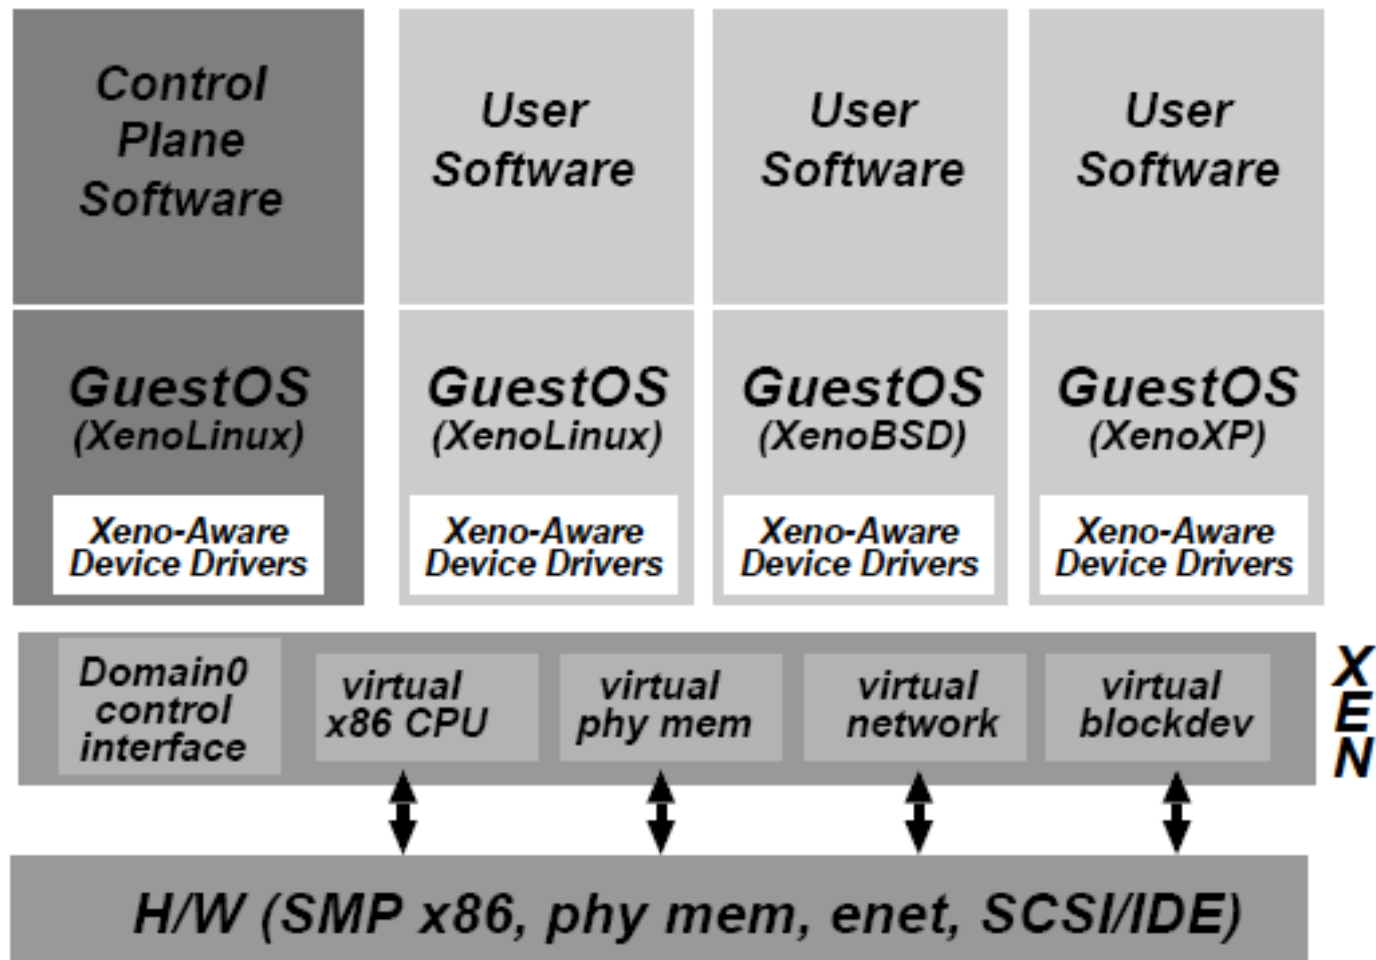 Control
Plane
Software
User
Software
User
Software
User
Software
GuestOS
(XenoLinux)
GuestOS
(XenoLinux)
GuestOS
(XenoBSD)
GuestOS
(XenoXP)
Xeno-Aware
Device Drivers
Xeno-Aware
Device Drivers
Xeno-Aware
Device Drivers
Xeno-Aware
Device Drivers
Domain0
control
interface
virtual
x86 CPU
virtual
phy mem
virtual
network
virtual
blockdev
X
E
N
H/W (SMP x86, phy mem, enet, SCSI/IDE)